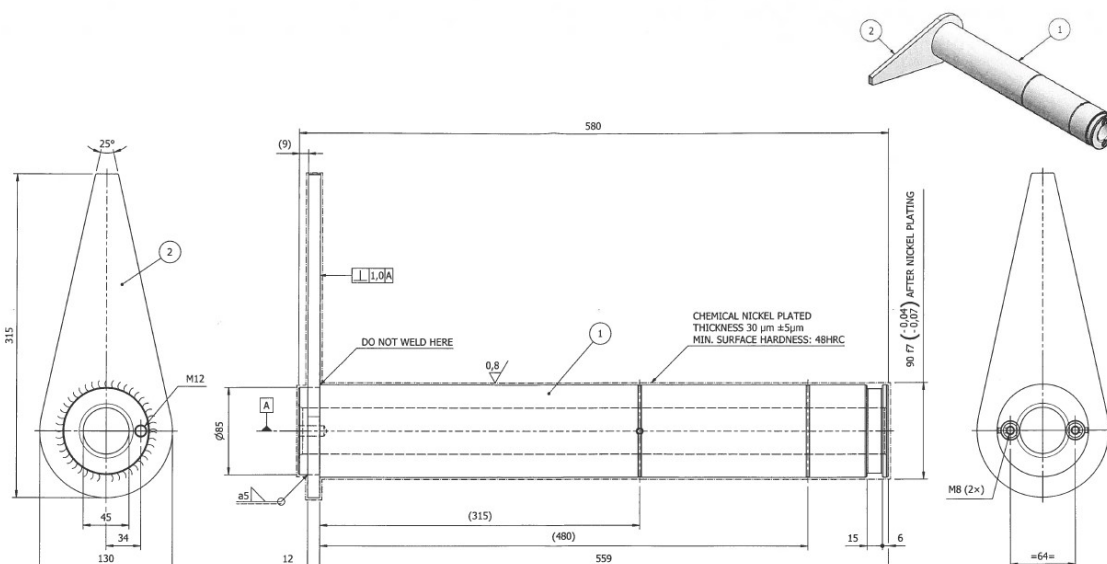 2
1
580
(9)
25°
2
315
M12
45
34
130
⊥ 1,0 A
DO NOT WELD HERE
0,8
1
CHEMICAL NICKEL PLATED
THICKNESS 30 µm ±5µm
MIN. SURFACE HARDNESS: 48HRC
A
Ø85
a5
(315)
(480)
12
559
15
6
90 f7 (-0,04 -0,07) AFTER NICKEL PLATING
M8 (2×)
=64=